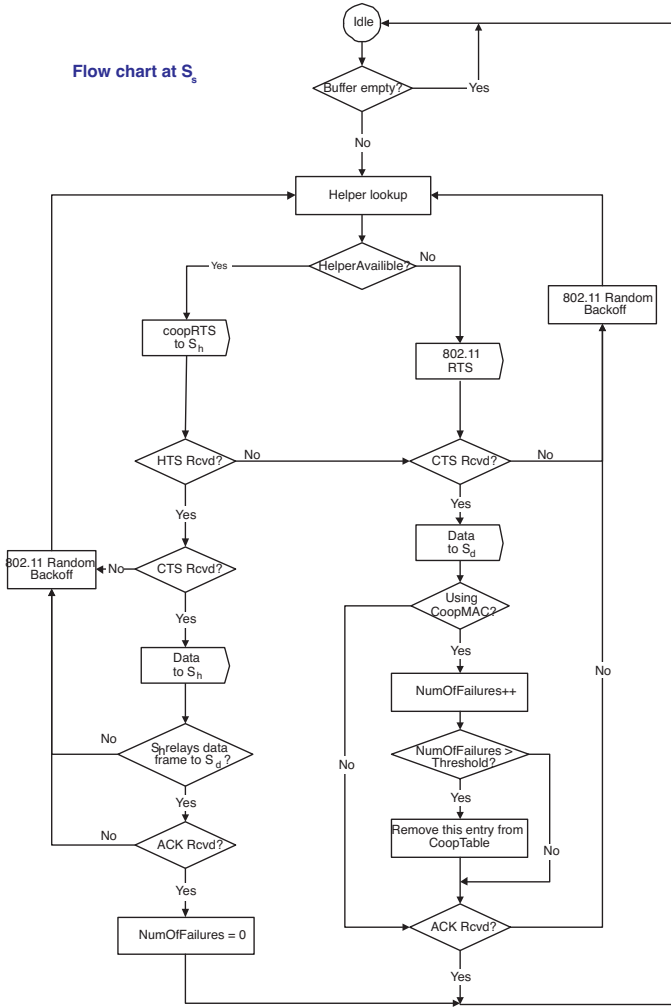 Idle
Flow chart at Ss
Buffer empty?
Yes
No
Helper lookup
HelperAvailible?
Yes
No
802.11 Random
Backoff
coopRTS
to Sh
802.11
RTS
HTS Rcvd?
No
CTS Rcvd?
No
Yes
Yes
802.11 Random
Backoff
No
CTS Rcvd?
Data
to Sd
Using
CoopMAC?
Yes
Yes
Data
to Sh
No
NumOfFailures++
No
Sh relays data
frame to Sd ?
No
NumOfFailures >
Threshold?
Yes
Yes
No
ACK Rcvd?
Remove this entry from
CoopTable
No
Yes
NumOfFailures = 0
ACK Rcvd?
Yes